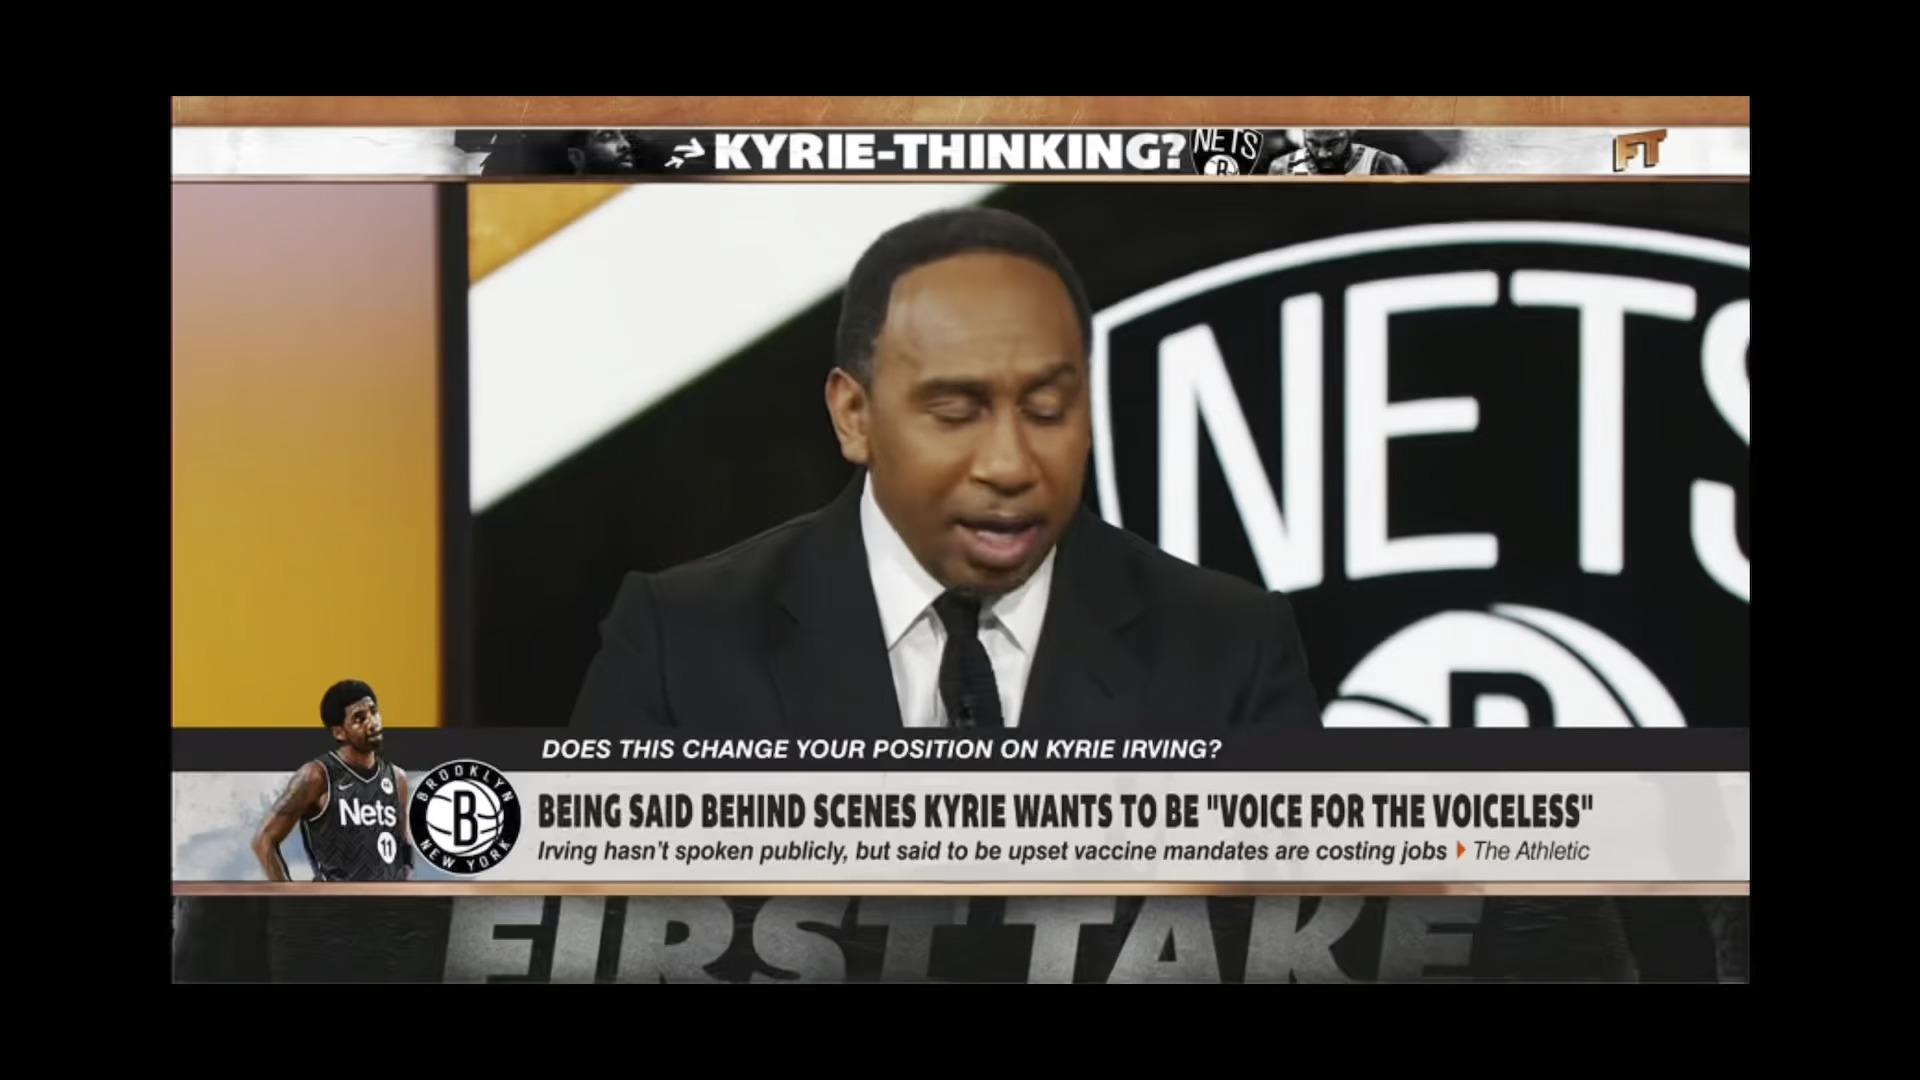 KYRIE-THINKING?
NETS
B
FT
NETS
B
DOES THIS CHANGE YOUR POSITION ON KYRIE IRVING?
BEING SAID BEHIND SCENES KYRIE WANTS TO BE "VOICE FOR THE VOICELESS"
Irving hasn't spoken publicly, but said to be upset vaccine mandates are costing jobs The Athletic
Nets
11
BROOKLYN
B
NEW YORK
FIRST TAKE